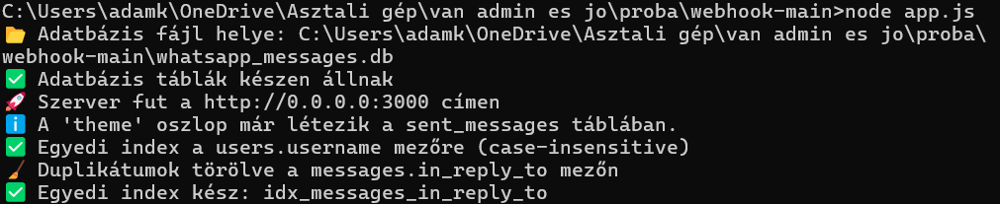 C:\Users\adamk\OneDrive\Asztali gép\van admin es jo\proba\webhook-main>node app.js
📂 Adatbázis fájl helye: C:\Users\adamk\OneDrive\Asztali gép\van admin es jo\proba\
webhook-main\whatsapp_messages.db
✅ Adatbázis táblák készen állnak
🚀 Szerver fut a http://0.0.0.0:3000 címen
ℹ️ A 'theme' oszlop már létezik a sent_messages táblában.
✅ Egyedi index a users.username mezőre (case-insensitive)
🧹 Duplikátumok törölve a messages.in_reply_to mezőn
✅ Egyedi index kész: idx_messages_in_reply_to